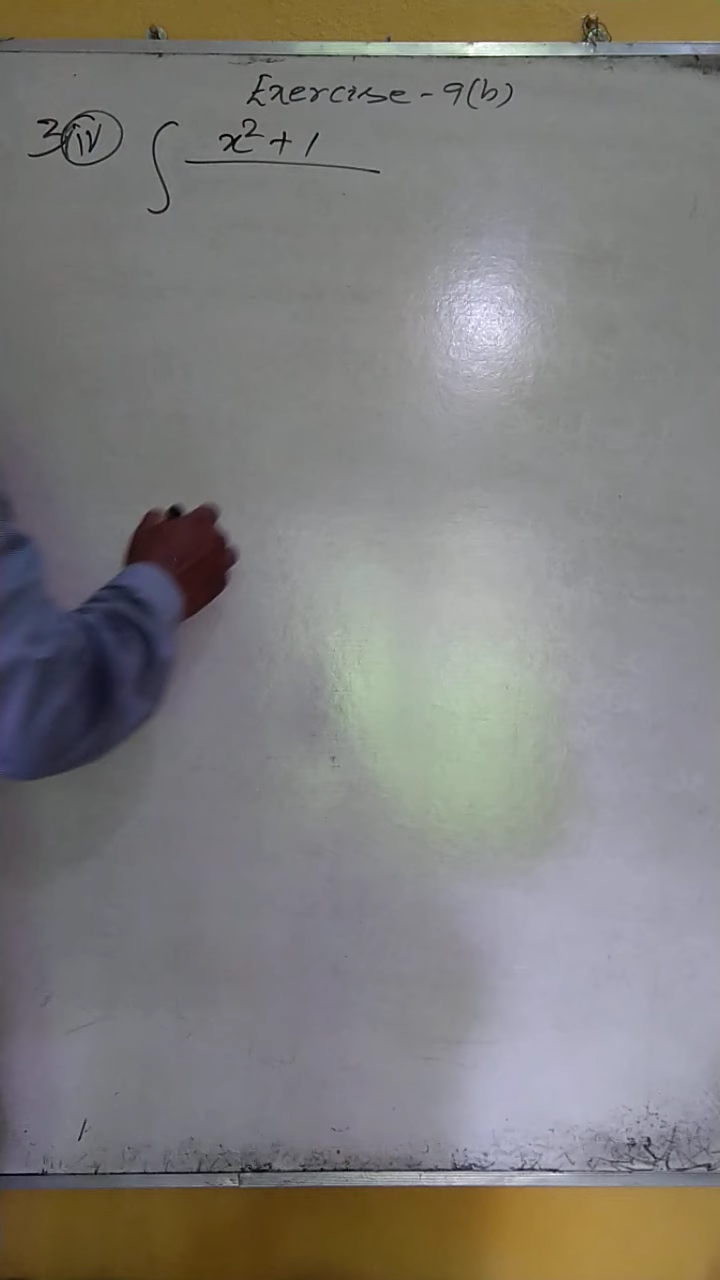 Exercise - 9(b)
3(iv) ∫ x² + 1